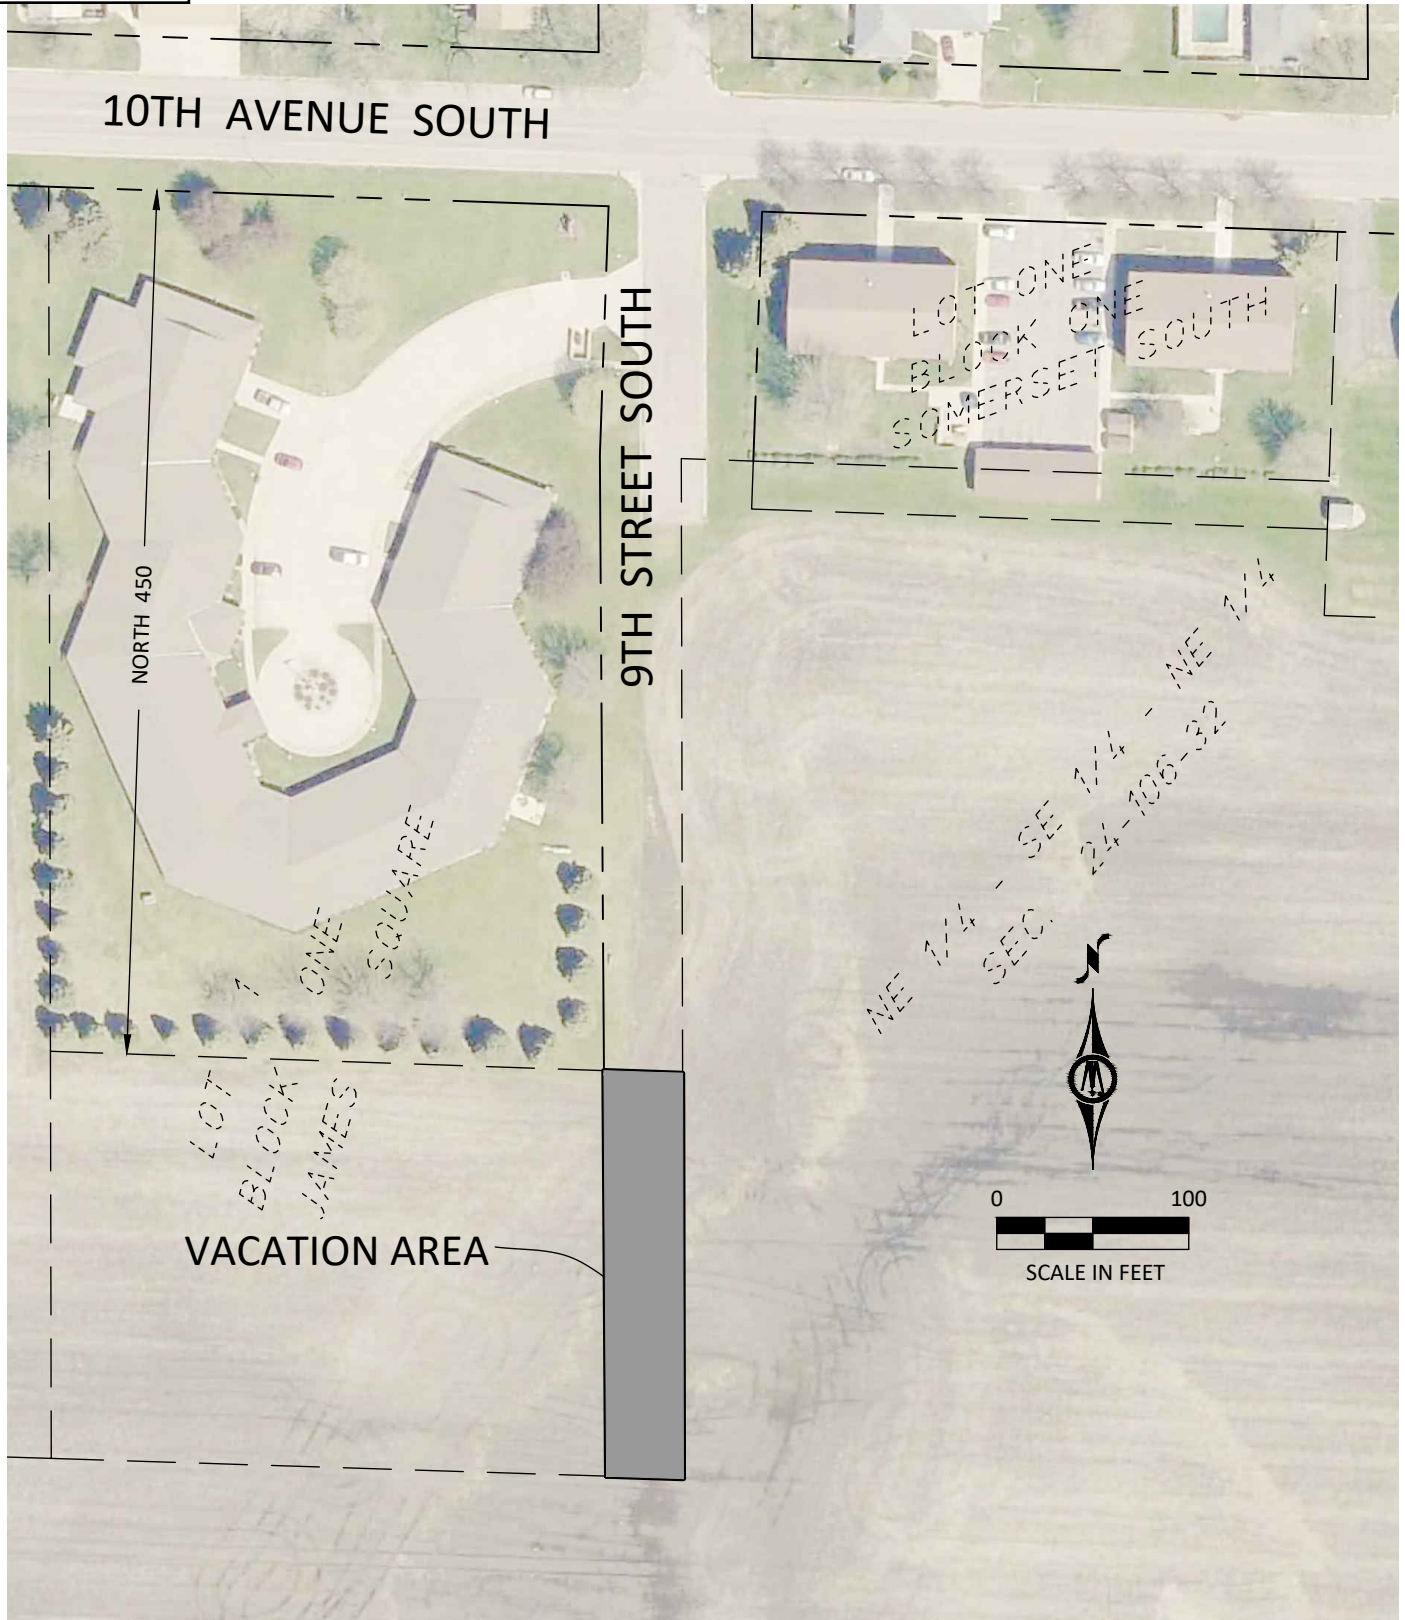 10TH AVENUE SOUTH
LOT ONE
BLOCK ONE
SOMERSET SOUTH
9TH STREET SOUTH
NORTH 450
NE 1/4 - SE 1/4 - NE 1/4
SEC. 24-106-32
LOT 1
BLOCK ONE
JAMES SQUARE
N
VACATION AREA
0 100
SCALE IN FEET